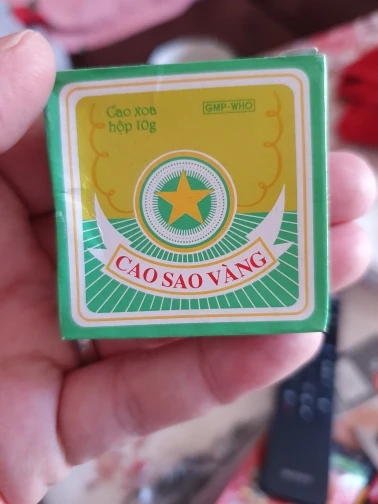 Cao xoa
hộp 10g
GMP-WHO
CAO SAO VÀNG